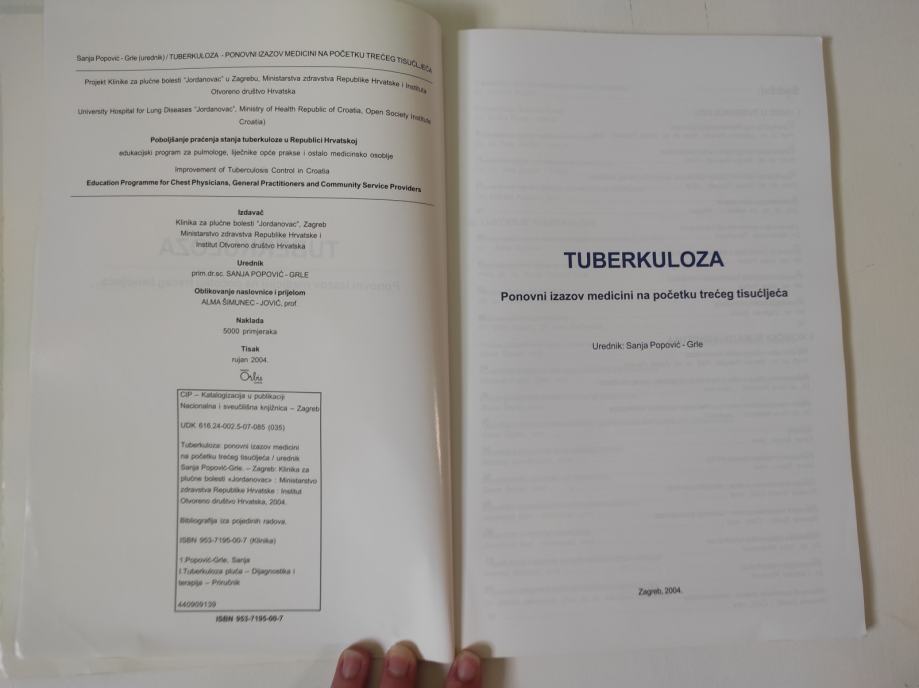 Sanja Popović - Grle (urednik) / TUBERKULOZA - PONOVNI IZAZOV MEDICINI NA POČETKU TREĆEG TISUĆLJEĆA
Projekt Klinike za plućne bolesti "Jordanovac" u Zagrebu, Ministarstva zdravstva Republike Hrvatske i Instituta
Otvoreno društvo Hrvatska
University Hospital for Lung Diseases "Jordanovac", Ministry of Health Republic of Croatia, Open Society Institute
Croatia)
Poboljšanje praćenja stanja tuberkuloze u Republici Hrvatskoj
edukacijski program za pulmologe, liječnike opće prakse i ostalo medicinsko osoblje
Improvement of Tuberculosis Control in Croatia
Education Programme for Chest Physicians, General Practitioners and Community Service Providers
Izdavač
Klinika za plućne bolesti "Jordanovac", Zagreb
Ministarstvo zdravstva Republike Hrvatske i
Institut Otvoreno društvo Hrvatska
Urednik
prim.dr.sc. SANJA POPOVIĆ - GRLE
Oblikovanje naslovnice i prijelom
ALMA ŠIMUNEC - JOVIĆ, prof.
Naklada
5000 primjeraka
Tisak
rujan 2004.
CIP – Katalogizacija u publikaciji
Nacionalna i sveučilišna knjižnica – Zagreb
UDK 616.24-002.5-07-085 (035)
Tuberkuloza: ponovni izazov medicini
na početku trećeg tisućljeća / urednik
Sanja Popović-Grle. – Zagreb: Klinika za
plućne bolesti «Jordanovac» : Ministarstvo
zdravstva Republike Hrvatske : Institut
Otvoreno društvo Hrvatska, 2004.
Bibliografija iza pojedinih radova.
ISBN 953-7195-00-7 (Klinika)
1.Popović-Grle, Sanja
I.Tuberkuloza pluća – Dijagnostika i
terapija – Priručnik
440909139
ISBN 953-7195-00-7
TUBERKULOZA
Ponovni izazov medicini na početku trećeg tisućljeća
Urednik: Sanja Popović - Grle
Zagreb, 2004.